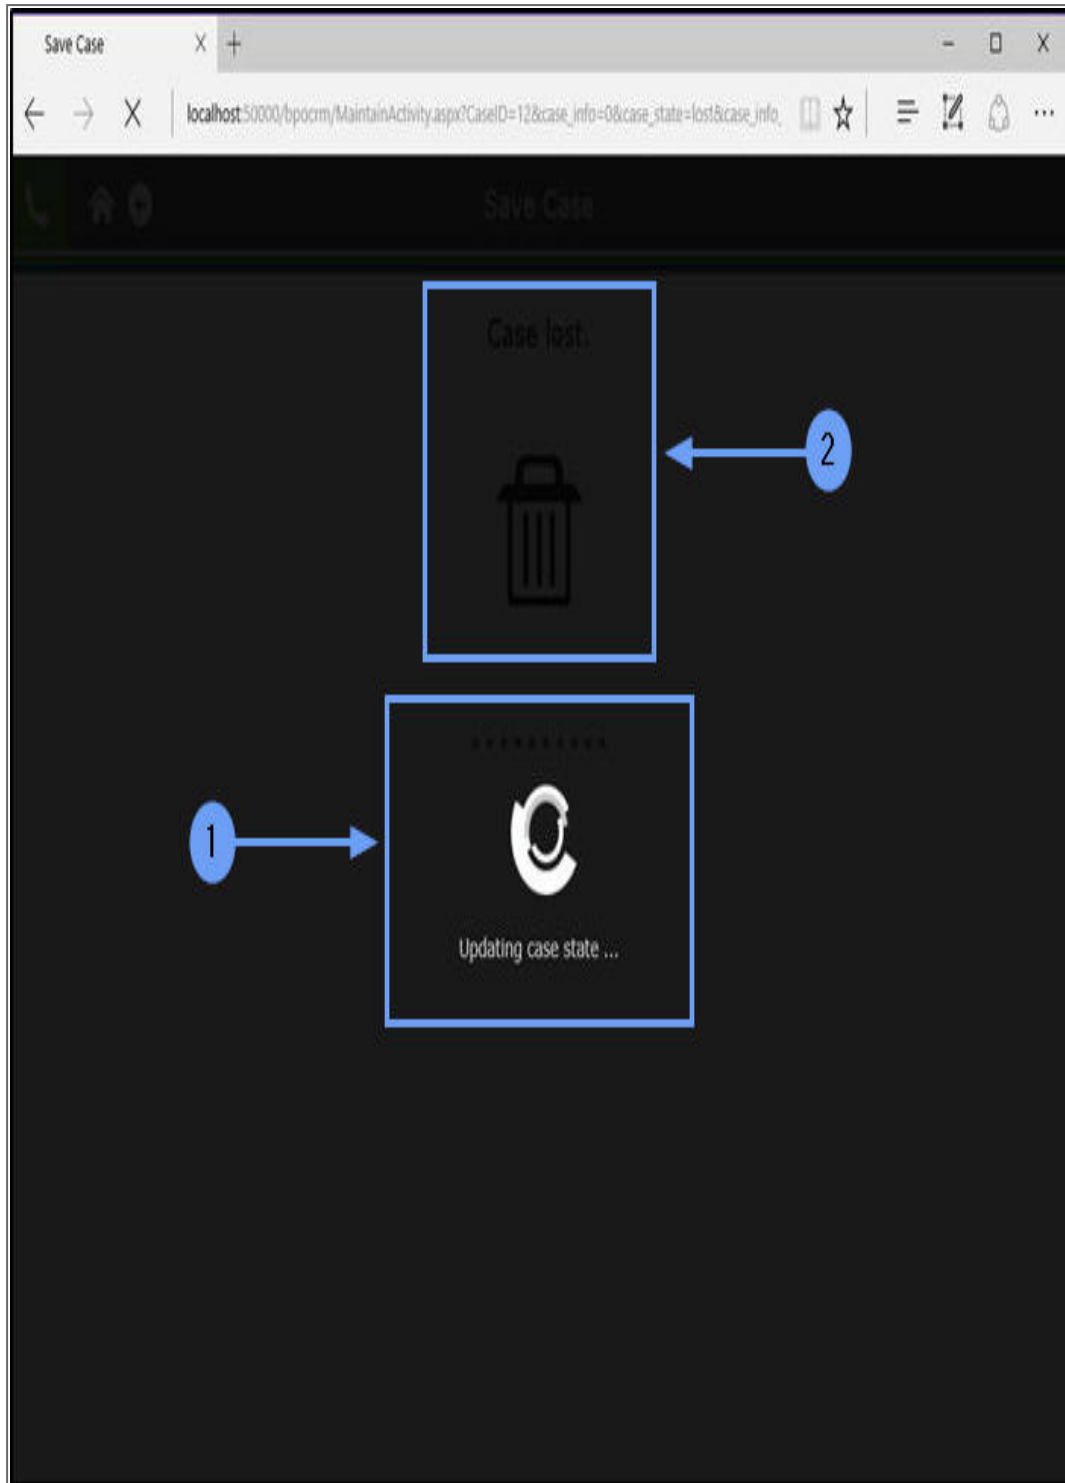 Save Case
localhost:50000/bpocrm/MaintainActivity.aspx?CaseID=12&case_info=0&case_state=lost&case_info_
Save Case
Case lost.
2
1
Updating case state ...